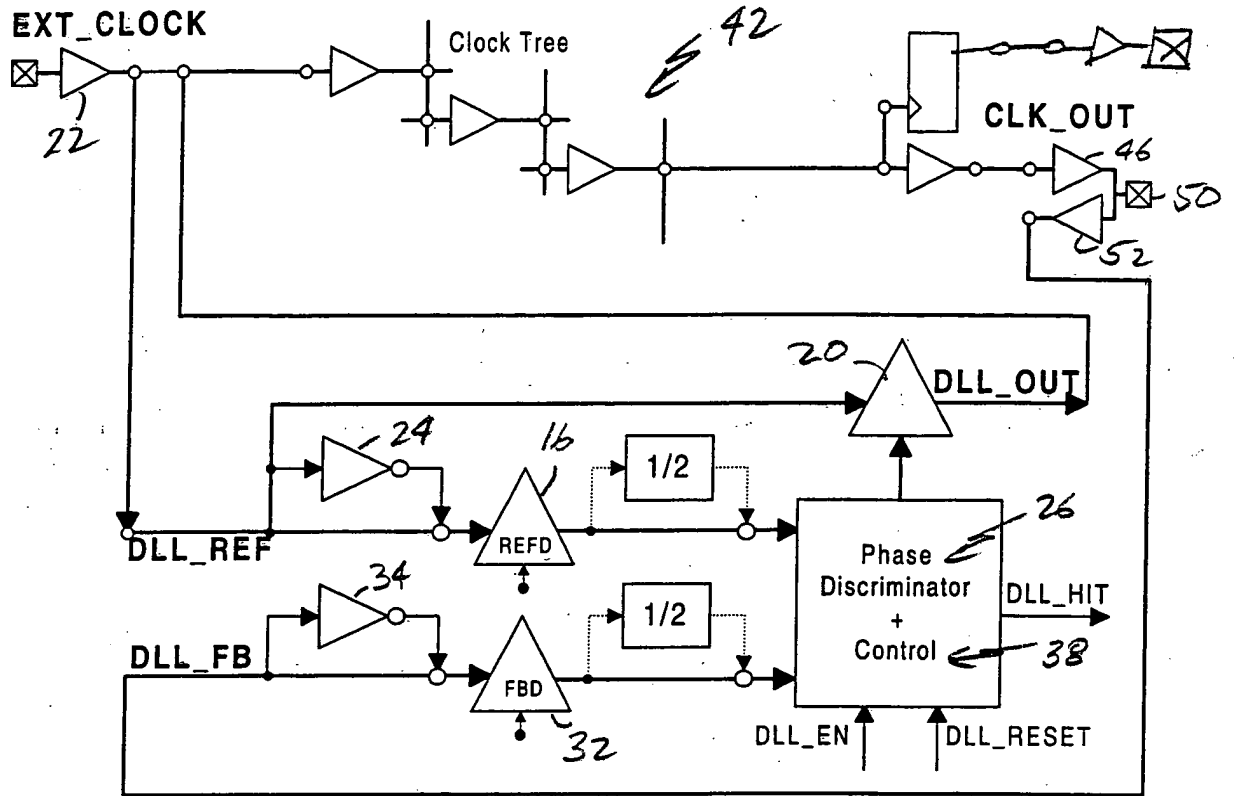 EXT_CLOCK
Clock Tree
42
22
CLK_OUT
46
50
52
20
DLL_OUT
24
16
1/2
REFD
DLL_REF
26
Phase
Discriminator
+
Control
38
DLL_HIT
34
1/2
DLL_FB
FBD
32
DLL_EN
DLL_RESET